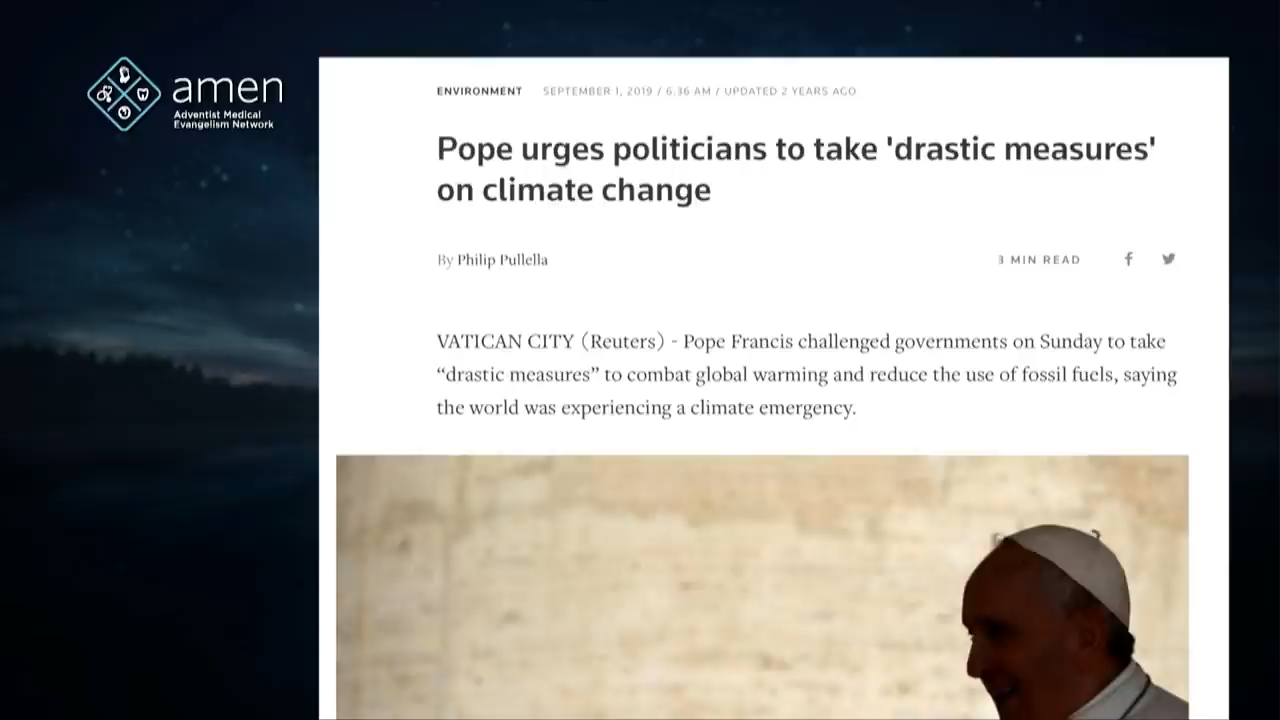 amen
Adventist Medical
Evangelism Network
ENVIRONMENT SEPTEMBER 1, 2019 / 6:36 AM / UPDATED 2 YEARS AGO
Pope urges politicians to take 'drastic measures'
on climate change
By Philip Pullella
3 MIN READ
VATICAN CITY (Reuters) - Pope Francis challenged governments on Sunday to take
“drastic measures” to combat global warming and reduce the use of fossil fuels, saying
the world was experiencing a climate emergency.